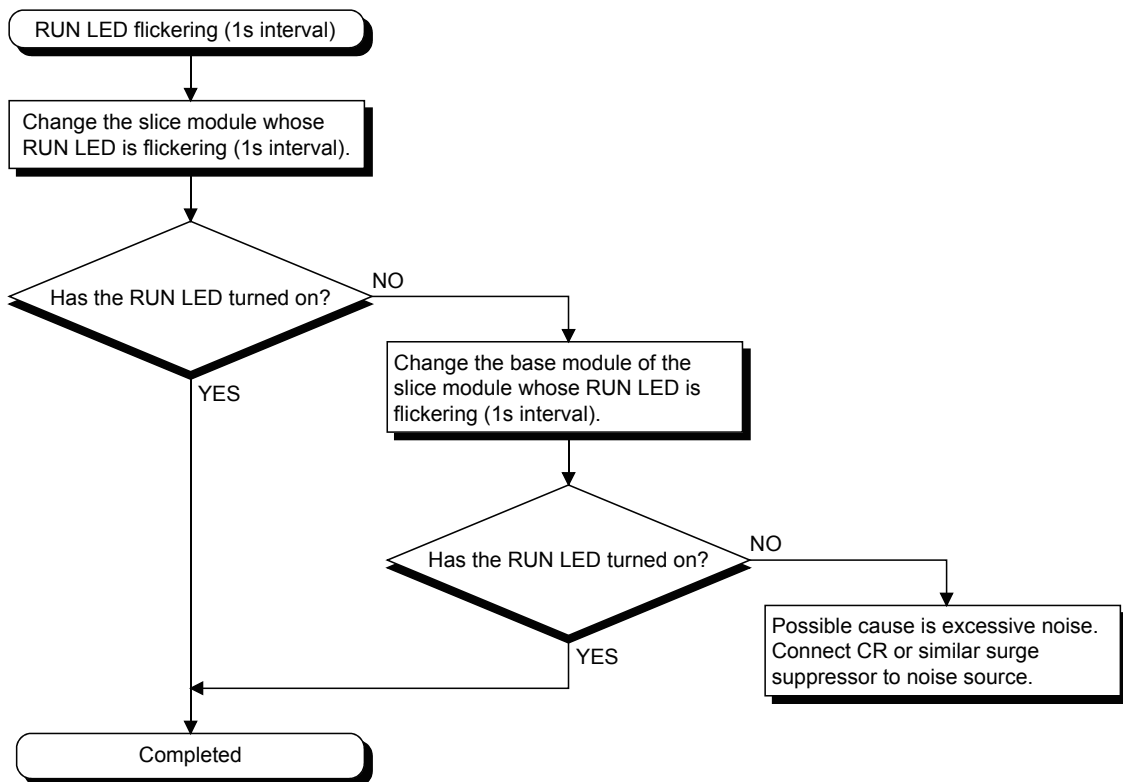 RUN LED flickering (1s interval)
Change the slice module whose
RUN LED is flickering (1s interval).
Has the RUN LED turned on?
NO
YES
Change the base module of the
slice module whose RUN LED is
flickering (1s interval).
Has the RUN LED turned on?
NO
YES
Possible cause is excessive noise.
Connect CR or similar surge
suppressor to noise source.
Completed